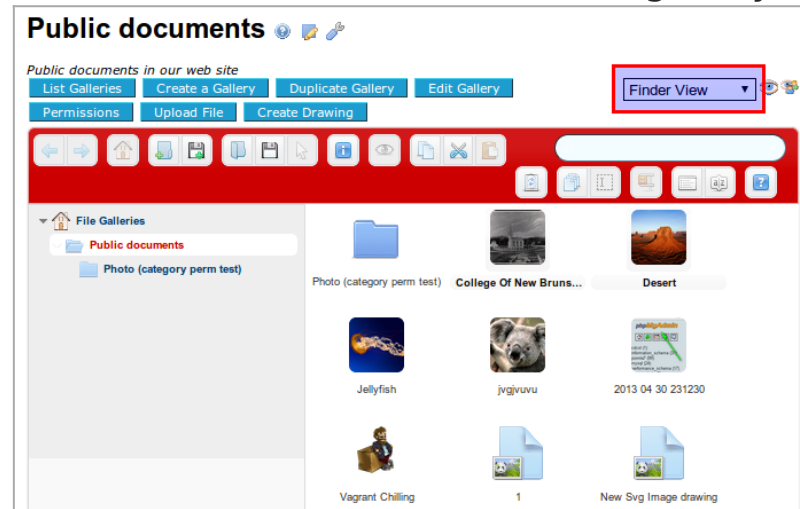 Public documents
Public documents in our web site
List Galleries Create a Gallery Duplicate Gallery Edit Gallery
Finder View
Permissions Upload File Create Drawing
File Galleries
Public documents
Photo (category perm test)
Photo (category perm test) College Of New Bruns... Desert
phpMyAdmin
Jellyfish jvgjvuvu 2013 04 30 231230
Vagrant Chilling 1 New Svg Image drawing